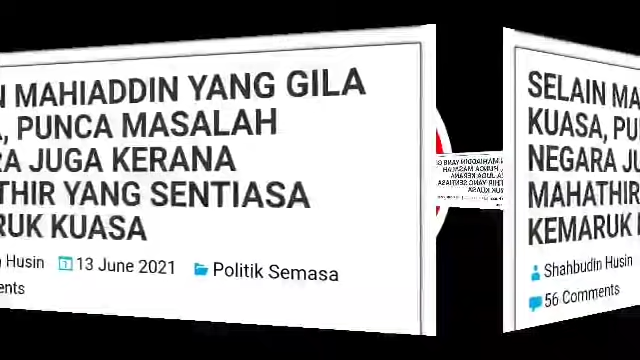 N MAHIADDIN YANG GILA
, PUNCA MASALAH
RA JUGA KERANA
THIR YANG SENTIASA
RUK KUASA
Husin 13 June 2021 Politik Semasa
ents
SELAIN MA
KUASA, PU
NEGARA JU
MAHATHIR
KEMARUK
Shahbudin Husin
56 Comments